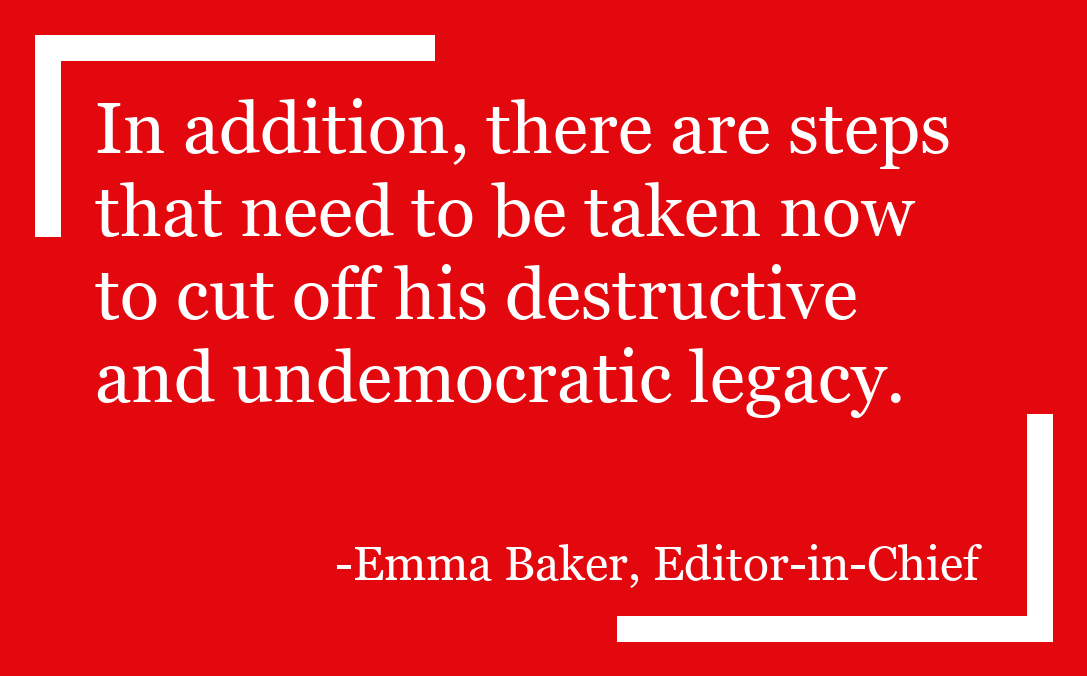 In addition, there are steps
that need to be taken now
to cut off his destructive
and undemocratic legacy.
-Emma Baker, Editor-in-Chief